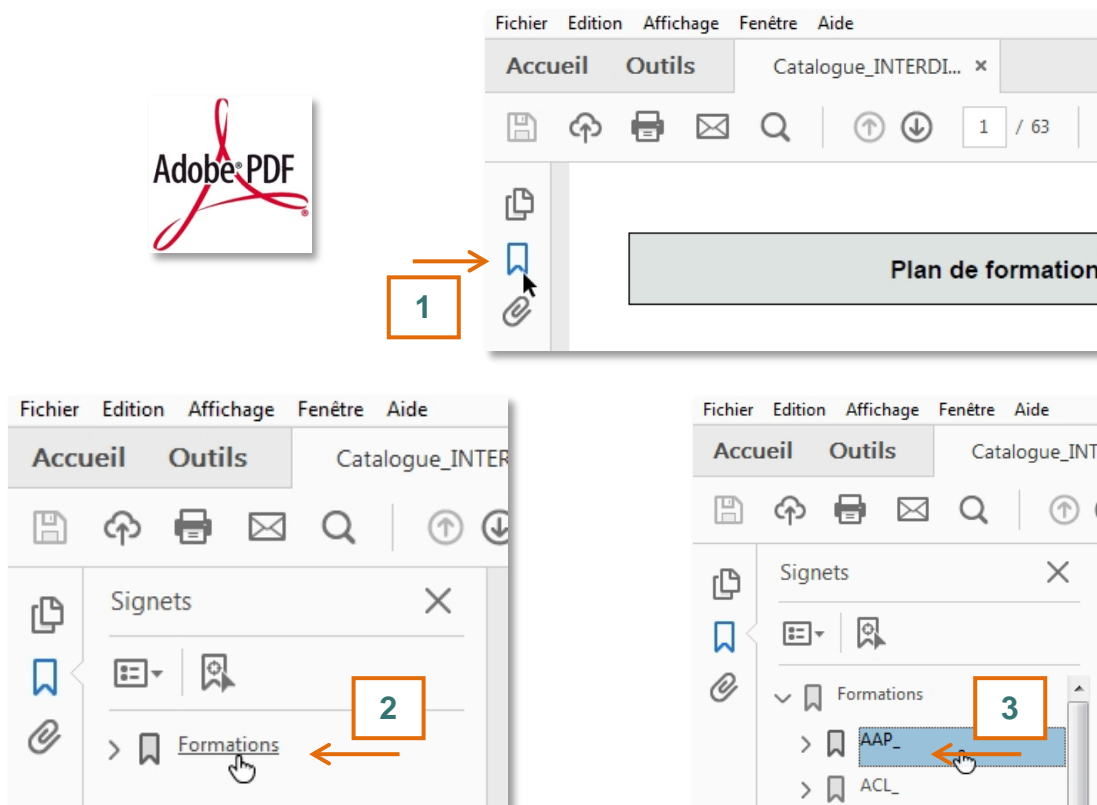 Fichier Edition Affichage Fenêtre Aide
Accueil Outils Catalogue_INTERDI... ×
1 / 63
Adobe® PDF
®
Plan de formation
1
Fichier Edition Affichage Fenêtre Aide
Accueil Outils Catalogue_INTER
Signets
2
Formations
Fichier Edition Affichage Fenêtre Aide
Accueil Outils Catalogue_INT
Signets
Formations
3
AAP_
ACL_